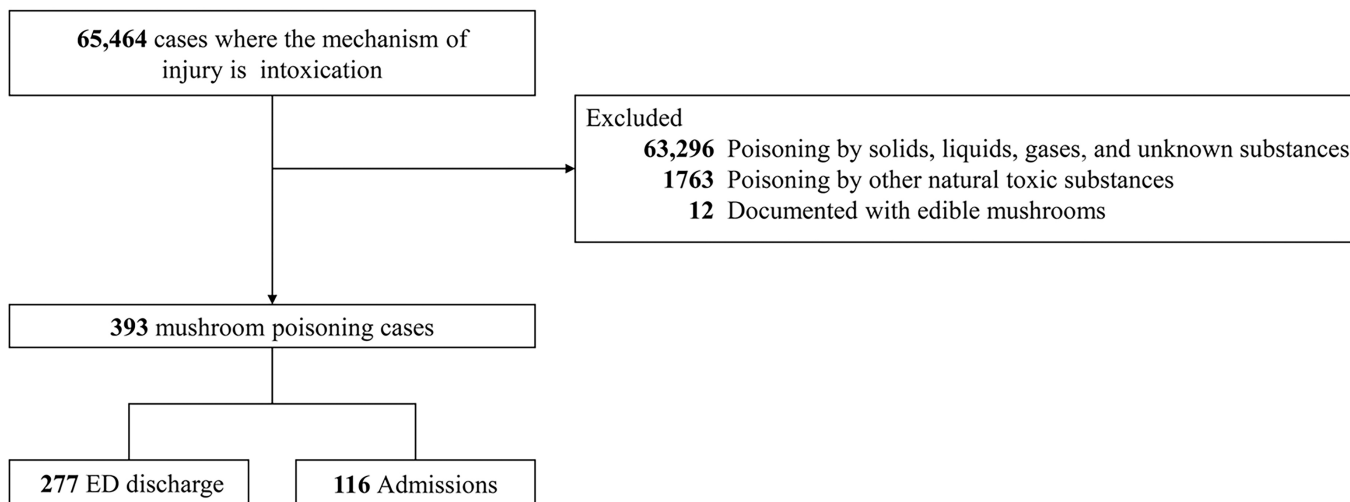 65,464 cases where the mechanism of
injury is intoxication
Excluded
63,296 Poisoning by solids, liquids, gases, and unknown substances
1763 Poisoning by other natural toxic substances
12 Documented with edible mushrooms
393 mushroom poisoning cases
277 ED discharge
116 Admissions